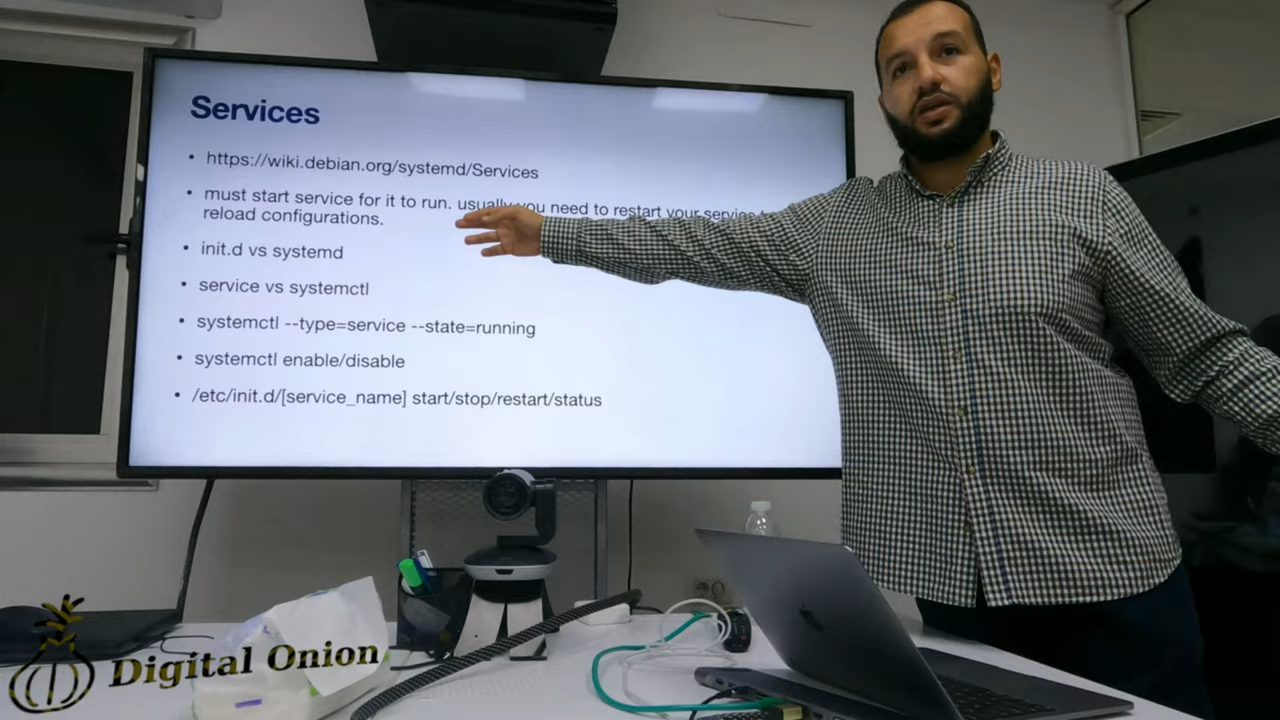 Services
• https://wiki.debian.org/systemd/Services
• must start service for it to run. usually you need to restart your service
reload configurations.
• init.d vs systemd
• service vs systemctl
• systemctl --type=service --state=running
• systemctl enable/disable
• /etc/init.d/[service_name] start/stop/restart/status
Digital Onion